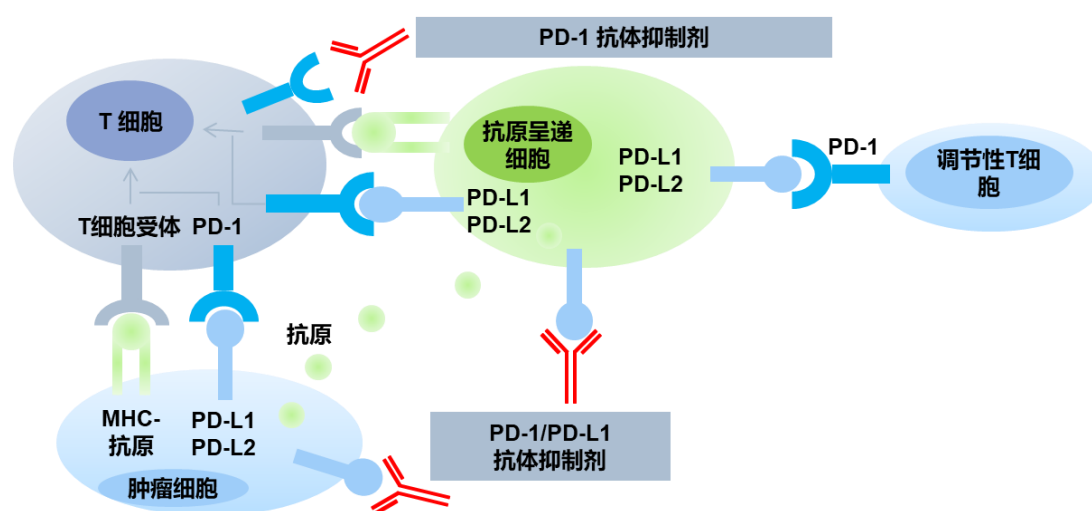 PD-1 抗体抑制剂
T 细胞
抗原呈递
细胞
PD-L1
PD-L2
PD-1
调节性T细
胞
PD-L1
PD-L2
T细胞受体 PD-1
抗原
MHC-
抗原
PD-L1
PD-L2
肿瘤细胞
PD-1/PD-L1
抗体抑制剂